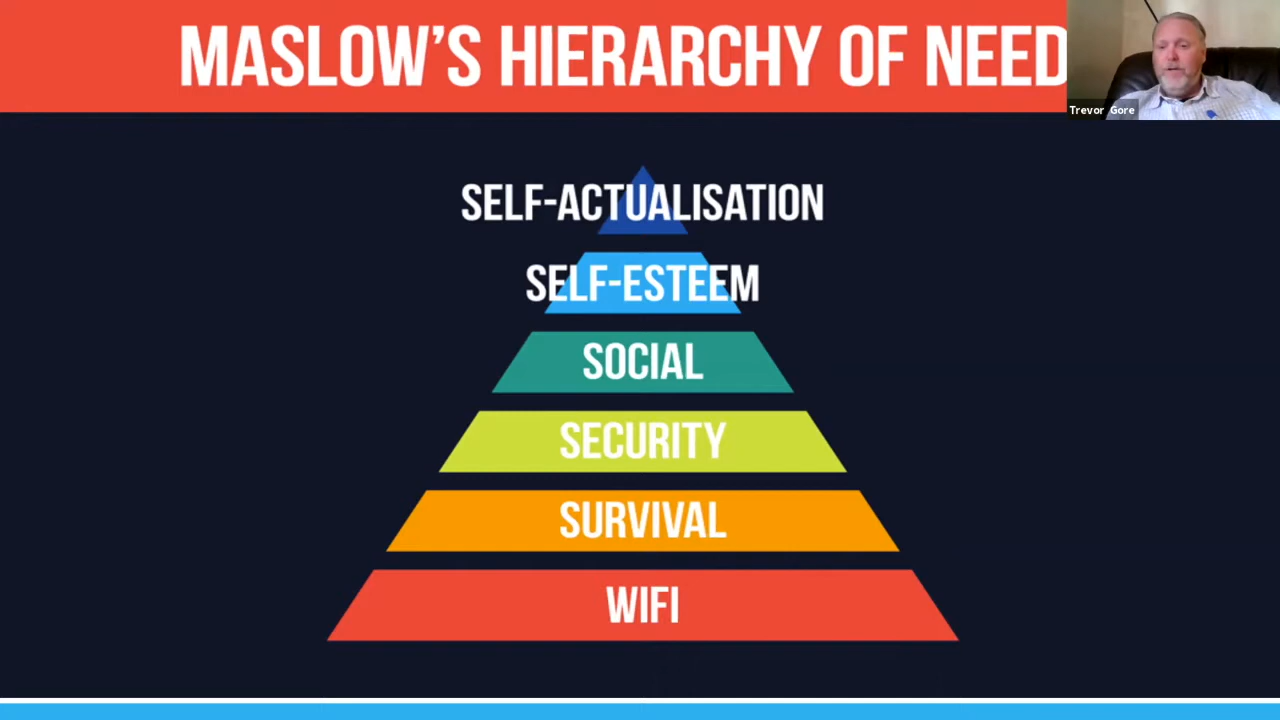 MASLOW'S HIERARCHY OF NEED
Trevor Gore
SELF-ACTUALISATION
SELF-ESTEEM
SOCIAL
SECURITY
SURVIVAL
WIFI